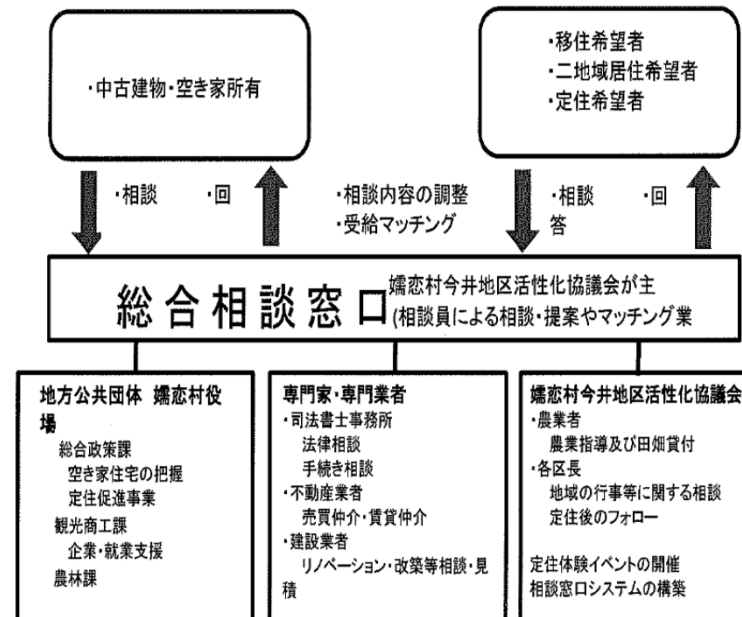 ・中古建物・空き家所有
・移住希望者
・二地域居住希望者
・定住希望者
・相談 ・回
・相談内容の調整
・受給マッチング
・相談 ・回
答
総合相談窓口
嬬恋村今井地区活性化協議会が主
(相談員による相談・提案やマッチング業
地方公共団体 嬬恋村役
場
総合政策課
空き家住宅の把握
定住促進事業
観光商工課
企業・就業支援
農林課
専門家・専門業者
・司法書士事務所
法律相談
手続き相談
・不動産業者
売買仲介・賃貸仲介
・建設業者
リノベーション・改築等相談・見
積
嬬恋村今井地区活性化協議会
・農業者
農業指導及び田畑貸付
・各区長
地域の行事等に関する相談
定住後のフォロー
定住体験イベントの開催
相談窓口システムの構築